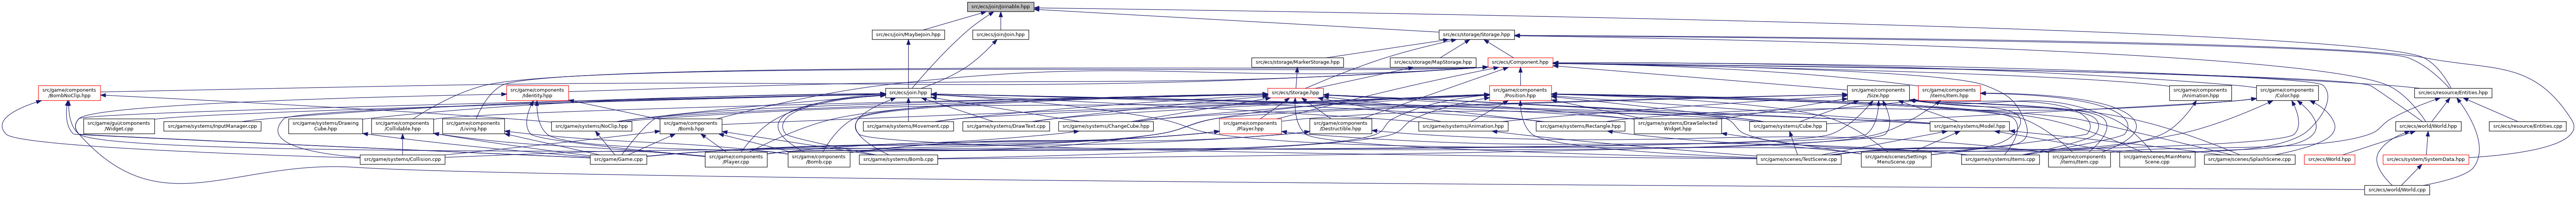 src/ecs/join/Joinable.hpp
src/ecs/join/MaybeJoin.hpp
src/ecs/join/Join.hpp
src/ecs/storage/Storage.hpp
src/ecs/storage/MarkerStorage.hpp
src/ecs/storage/MapStorage.hpp
src/ecs/Component.hpp
src/game/components
/BombNoClip.hpp
src/game/components
/Identity.hpp
src/ecs/join.hpp
src/ecs/Storage.hpp
src/game/components
/Position.hpp
src/game/components
/Size.hpp
src/game/components
/items/Item.hpp
src/game/components
/Animation.hpp
src/game/components
/Color.hpp
src/ecs/resource/Entities.hpp
src/game/gui/components
/Widget.cpp
src/game/systems/InputManager.cpp
src/game/systems/Drawing
Cube.hpp
src/game/components
/Collidable.hpp
src/game/components
/Living.hpp
src/game/systems/NoClip.hpp
src/game/components
/Bomb.hpp
src/game/systems/Movement.cpp
src/game/systems/DrawText.cpp
src/game/systems/ChangeCube.hpp
src/game/components
/Player.hpp
src/game/components
/Destructible.hpp
src/game/systems/Animation.hpp
src/game/systems/Rectangle.hpp
src/game/systems/DrawSelected
Widget.hpp
src/game/systems/Cube.hpp
src/game/systems/Model.hpp
src/ecs/world/World.hpp
src/ecs/resource/Entities.cpp
src/game/systems/Collision.cpp
src/game/Game.cpp
src/game/components
/Player.cpp
src/game/components
/Bomb.cpp
src/game/systems/Bomb.cpp
src/game/scenes/TestScene.cpp
src/game/scenes/Settings
MenuScene.cpp
src/game/systems/Items.cpp
src/game/components
/items/Item.cpp
src/game/scenes/MainMenu
Scene.cpp
src/game/scenes/SplashScene.cpp
src/ecs/World.hpp
src/ecs/system/SystemData.hpp
src/ecs/world/World.cpp